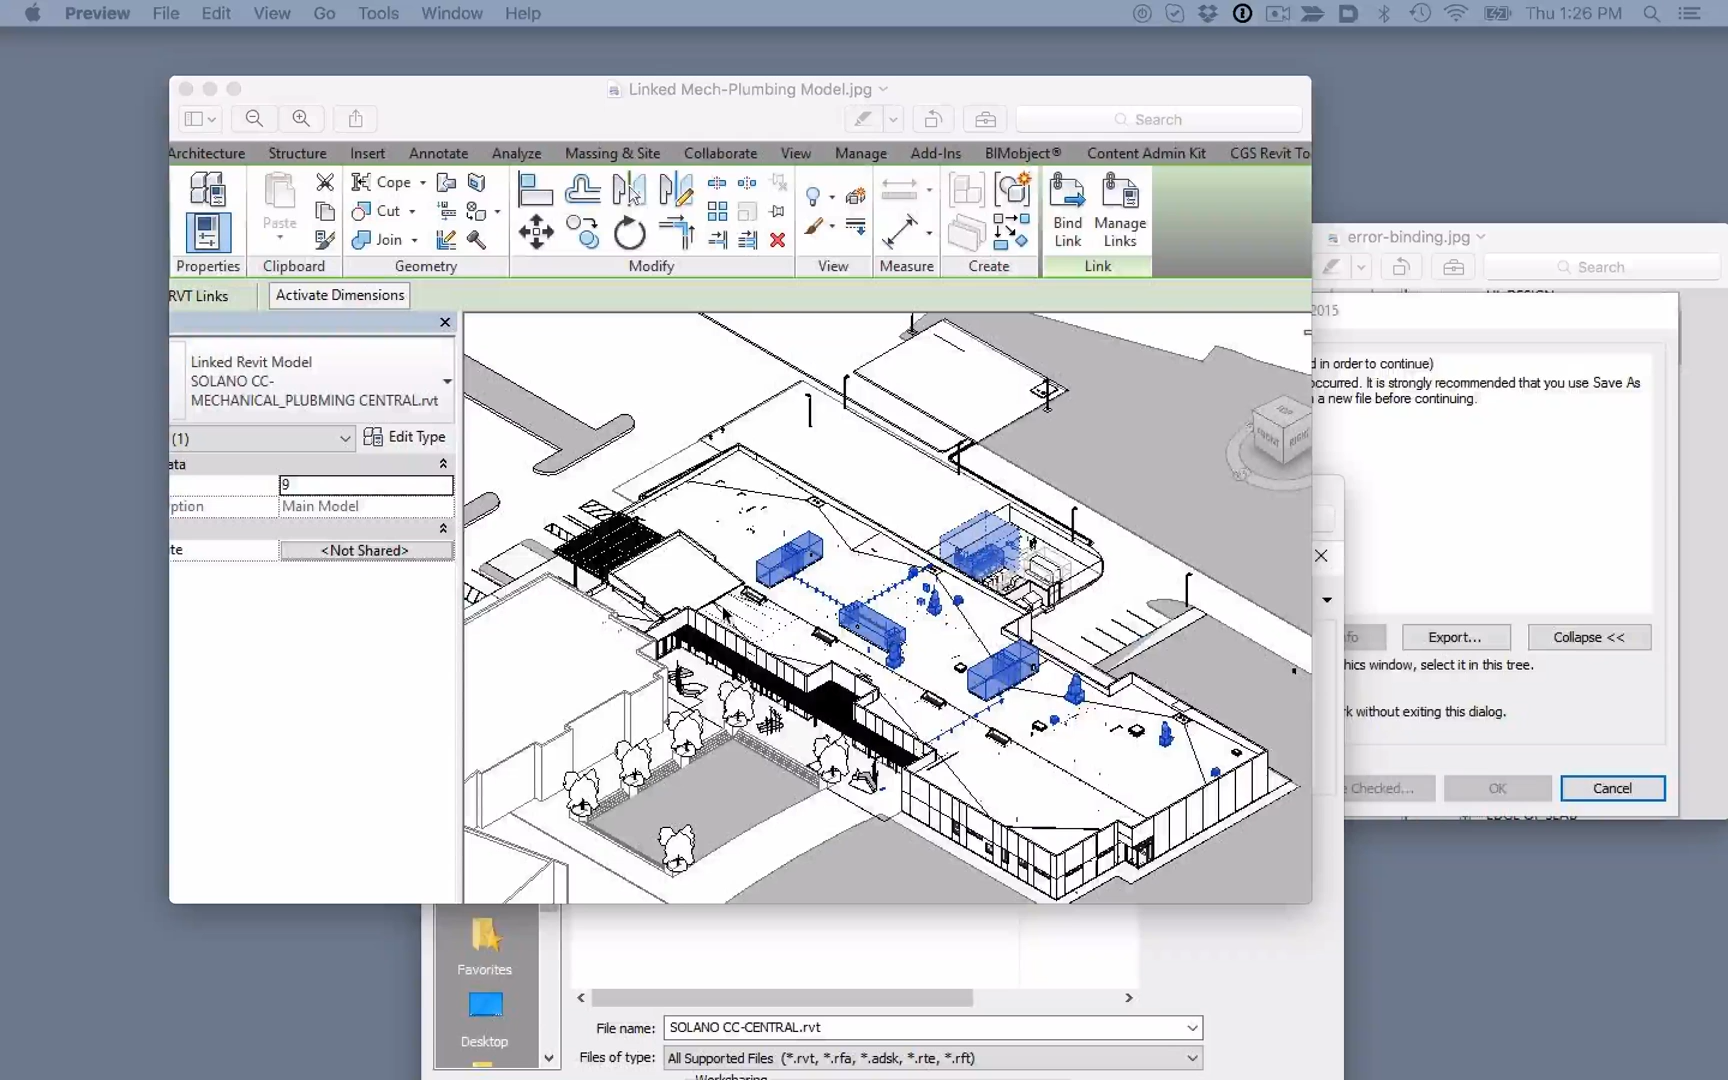 Preview File Edit View Go Tools Window Help
Thu 1:26 PM
Linked Mech-Plumbing Model.jpg
Search
Architecture Structure Insert Annotate Analyze Massing & Site Collaborate View Manage Add-Ins BIMobject® Content Admin Kit CGS Revit To
Paste
Cope
Cut
Join
Bind Link
Manage Links
Properties Clipboard Geometry Modify View Measure Create Link
RVT Links
Activate Dimensions
Linked Revit Model
SOLANO CC-
MECHANICAL_PLUBMING CENTRAL.rvt
(1)
Edit Type
ata
9
ption
Main Model
te
<Not Shared>
TOP
FRONT
RIGHT
error-binding.jpg
Search
2015
d in order to continue)
occurred. It is strongly recommended that you use Save As
a new file before continuing.
nfo
Export...
Collapse <<
hics window, select it in this tree.
rk without exiting this dialog.
e Checked...
OK
Cancel
Favorites
Desktop
File name:
SOLANO CC-CENTRAL.rvt
Files of type:
All Supported Files (*.rvt, *.rfa, *.adsk, *.rte, *.rft)
Worksharing